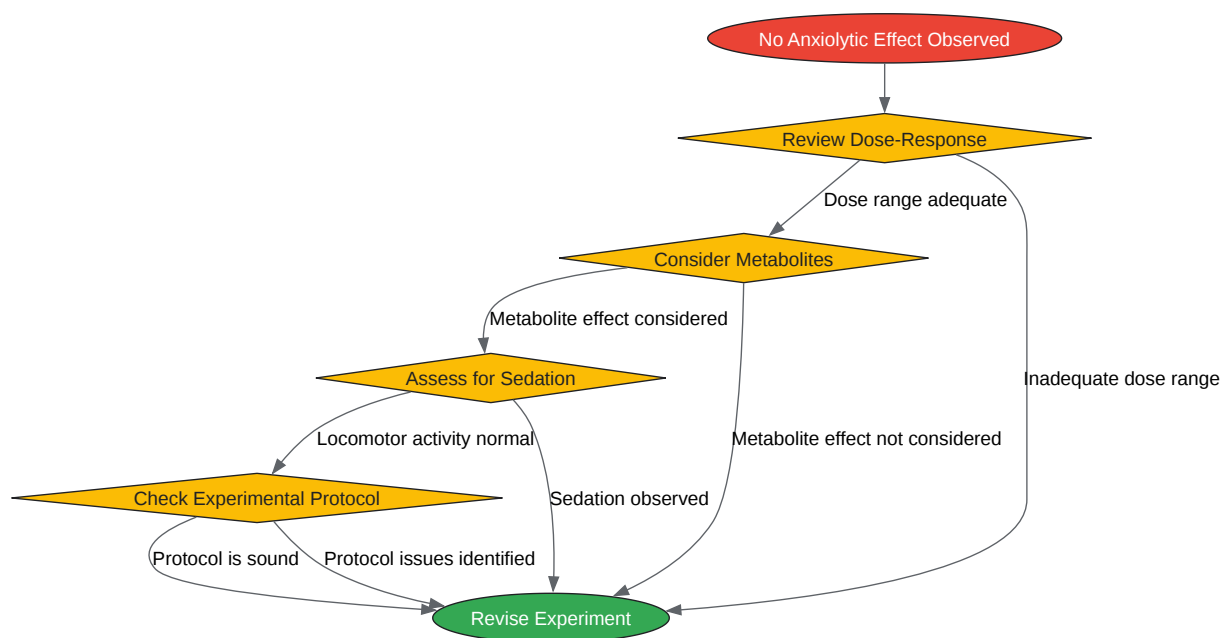 No Anxiolytic Effect Observed
Review Dose-Response
Dose range adequate
Consider Metabolites
Metabolite effect considered
Assess for Sedation
Inadequate dose range
Locomotor activity normal
Metabolite effect not considered
Check Experimental Protocol
Sedation observed
Protocol is sound
Protocol issues identified
Revise Experiment